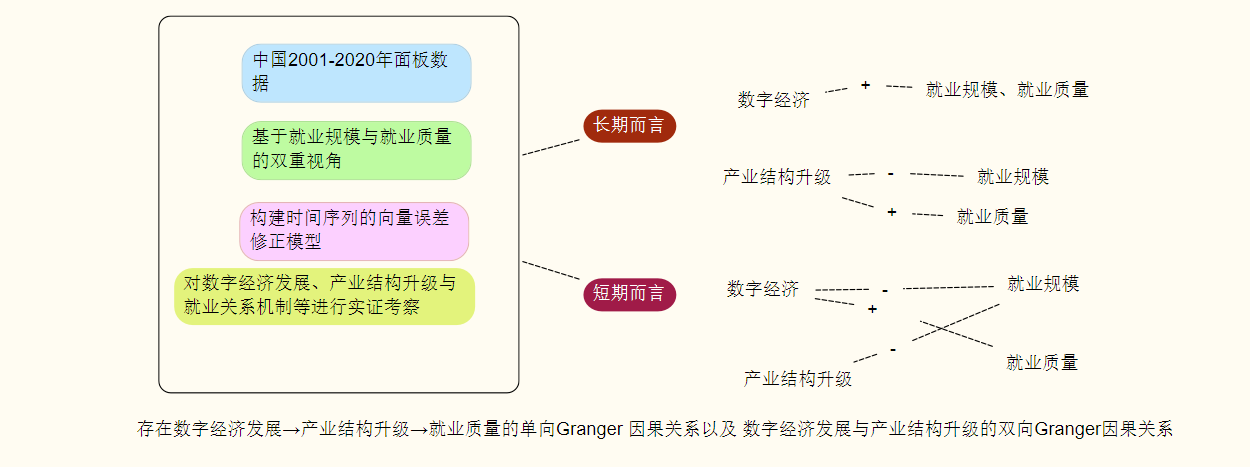 中国2001-2020年面板数
据
基于就业规模与就业质量
的双重视角
构建时间序列的向量误差
修正模型
对数字经济发展、产业结构升级与
就业关系机制等进行实证考察
长期而言
数字经济
+
就业规模、就业质量
产业结构升级
-
就业规模
+
就业质量
短期而言
数字经济
-
就业规模
+
-
就业质量
产业结构升级
存在数字经济发展→产业结构升级→就业质量的单向Granger 因果关系以及 数字经济发展与产业结构升级的双向Granger因果关系